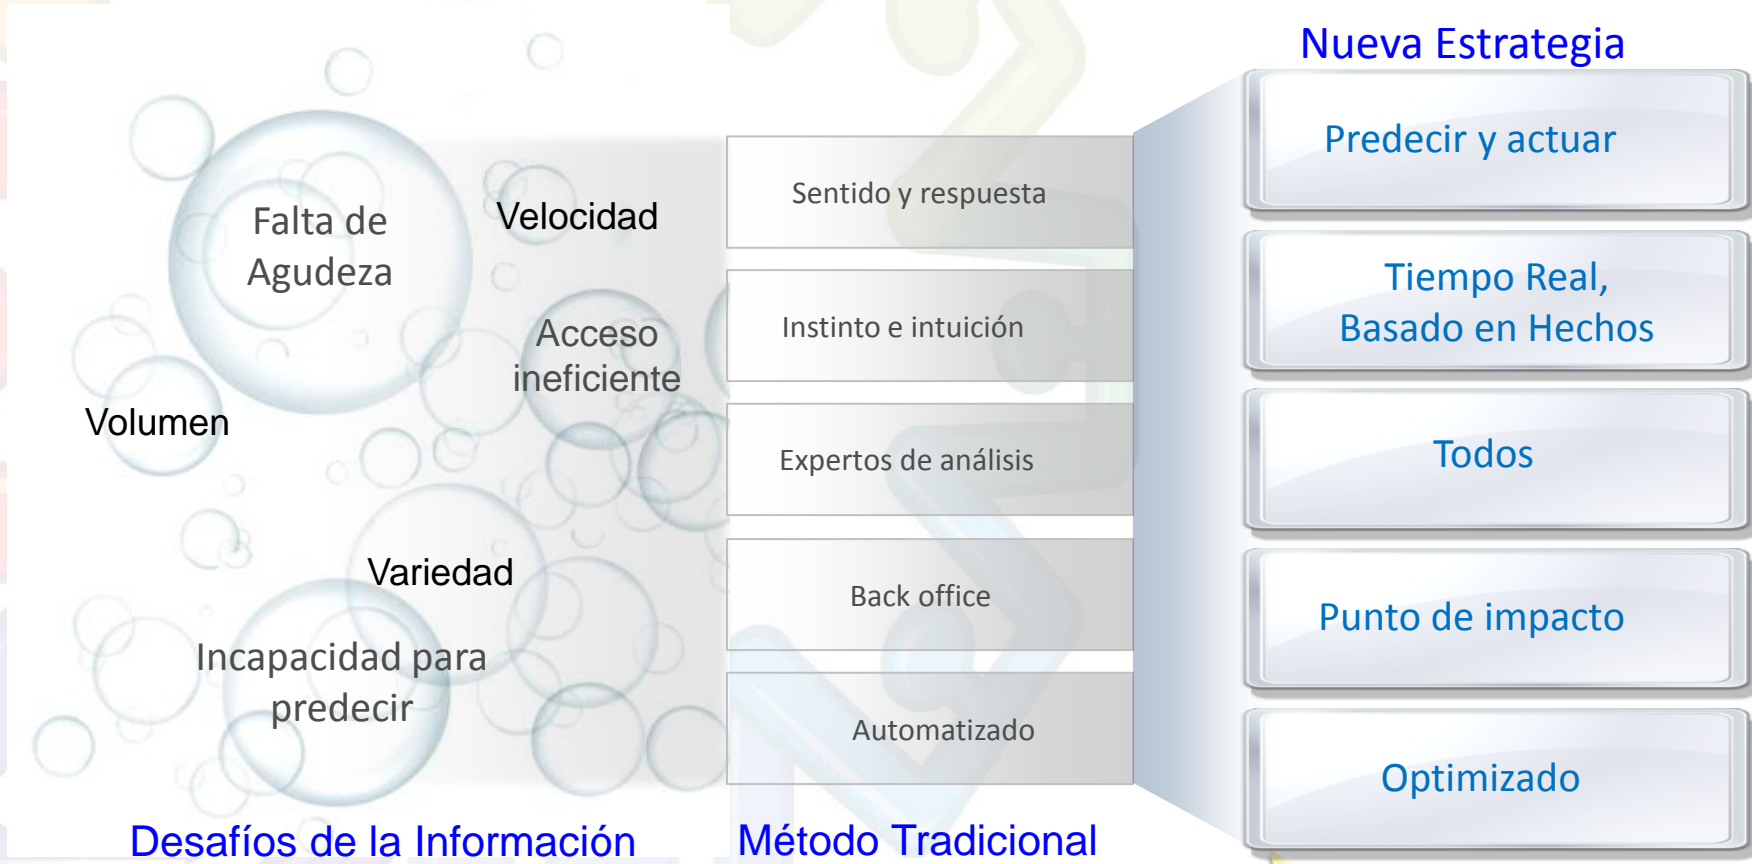 Nueva Estrategia
Falta de
Agudeza
Velocidad
Acceso
ineficiente
Volumen
Variedad
Incapacidad para
predecir
Desafíos de la Información
Sentido y respuesta
Instinto e intuición
Expertos de análisis
Back office
Automatizado
Método Tradicional
Predecir y actuar
Tiempo Real,
Basado en Hechos
Todos
Punto de impacto
Optimizado